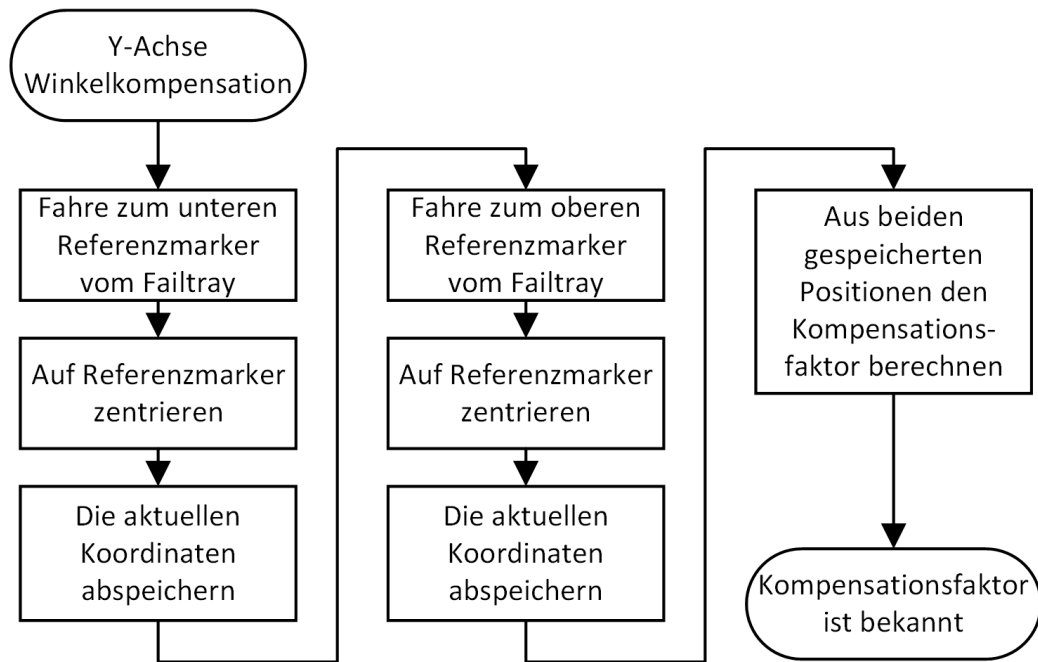 Y-Achse
Winkelkompensation
Fahre zum unteren
Referenzmarker
vom Failtray
Auf Referenzmarker
zentrieren
Die aktuellen
Koordinaten
abspeichern
Fahre zum oberen
Referenzmarker
vom Failtray
Auf Referenzmarker
zentrieren
Die aktuellen
Koordinaten
abspeichern
Aus beiden
gespeicherten
Positionen den
Kompensations-
faktor berechnen
Kompensationsfaktor
ist bekannt